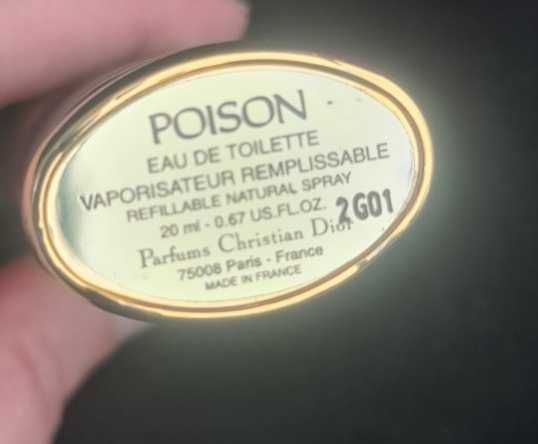 POISON
EAU DE TOILETTE
VAPORISATEUR REMPLISSABLE
REFILLABLE NATURAL SPRAY
20 ml - 0.67 US.FL.OZ. 2G01
Parfums Christian Dior
75008 Paris - France
MADE IN FRANCE